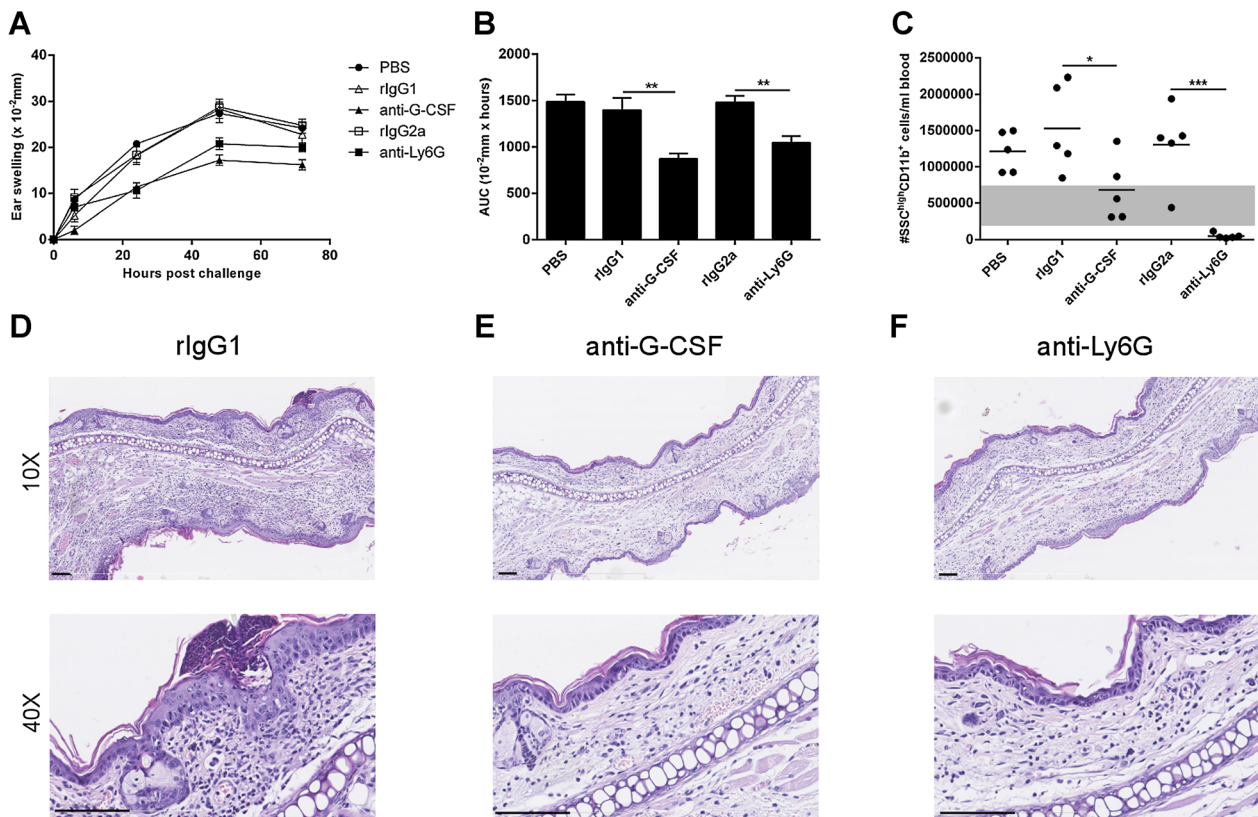 A
40
30
20
10
0
Ear swelling (x 10⁻²mm)
0
20
40
60
80
Hours post challenge
PBS
rIgG1
anti-G-CSF
rIgG2a
anti-Ly6G
B
2000
1500
1000
500
0
AUC (10⁻²mm x hours)
**
**
PBS
rIgG1
anti-G-CSF
rIgG2a
anti-Ly6G
C
2500000
2000000
1500000
1000000
500000
0
#SSCʰⁱᵍʰCD11b⁺ cells/ml blood
*
***
PBS
rIgG1
anti-G-CSF
rIgG2a
anti-Ly6G
D
rIgG1
E
anti-G-CSF
F
anti-Ly6G
10X
40X